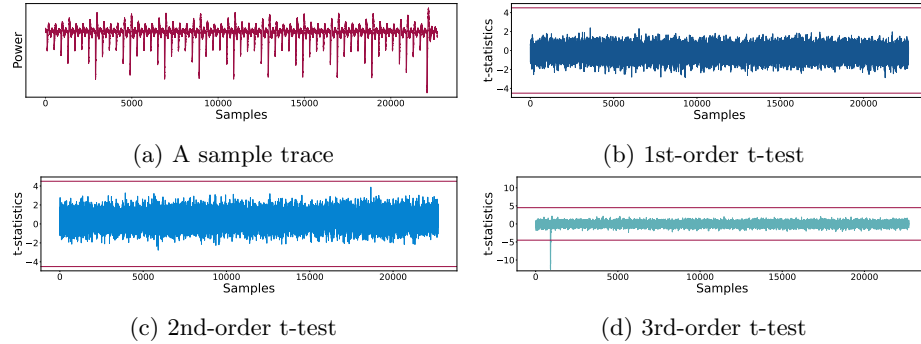 Power
0 5000 10000 15000 20000
Samples
(a) A sample trace
t-statistics
4
2
0
−2
−4
0 5000 10000 15000 20000
Samples
(b) 1st-order t-test
t-statistics
4
2
0
−2
−4
0 5000 10000 15000 20000
Samples
(c) 2nd-order t-test
t-statistics
10
5
0
−5
−10
0 5000 10000 15000 20000
Samples
(d) 3rd-order t-test